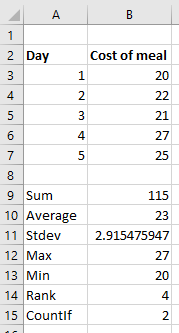 A B
1
2 Day Cost of meal
3 1 20
4 2 22
5 3 21
6 4 27
7 5 25
8
9 Sum 115
10 Average 23
11 Stdev 2.915475947
12 Max 27
13 Min 20
14 Rank 4
15 CountIf 2